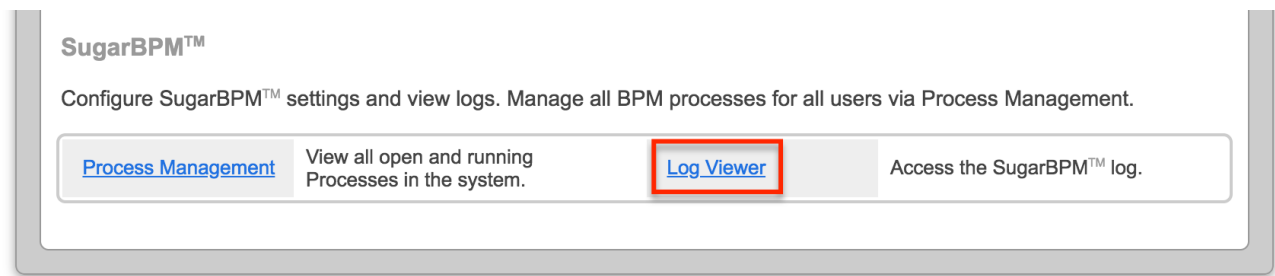 SugarBPM™
Configure SugarBPM™ settings and view logs. Manage all BPM processes for all users via Process Management.
Process Management
View all open and running
Processes in the system.
Log Viewer
Access the SugarBPM™ log.